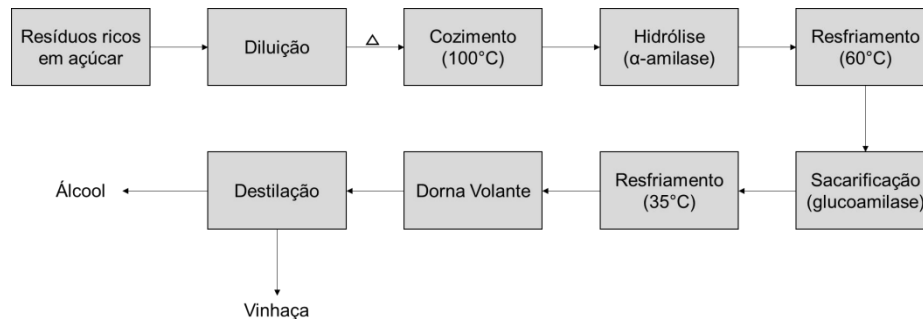 Resíduos ricos
em açúcar
Diluição
△
Cozimento
(100°C)
Hidrólise
(α-amilase)
Resfriamento
(60°C)
Sacarificação
(glucoamilase)
Resfriamento
(35°C)
Dorna Volante
Destilação
Álcool
Vinhaça